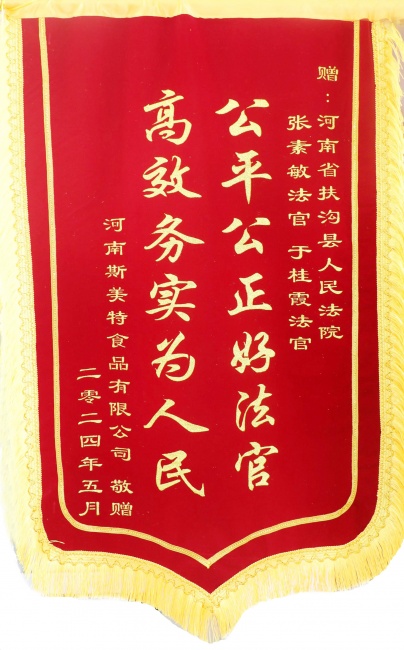 赠：河南省扶沟县人民法院
张素敏法官 于桂霞法官
公平公正好法官
高效务实为人民
河南斯美特食品有限公司 敬赠
二零二四年五月